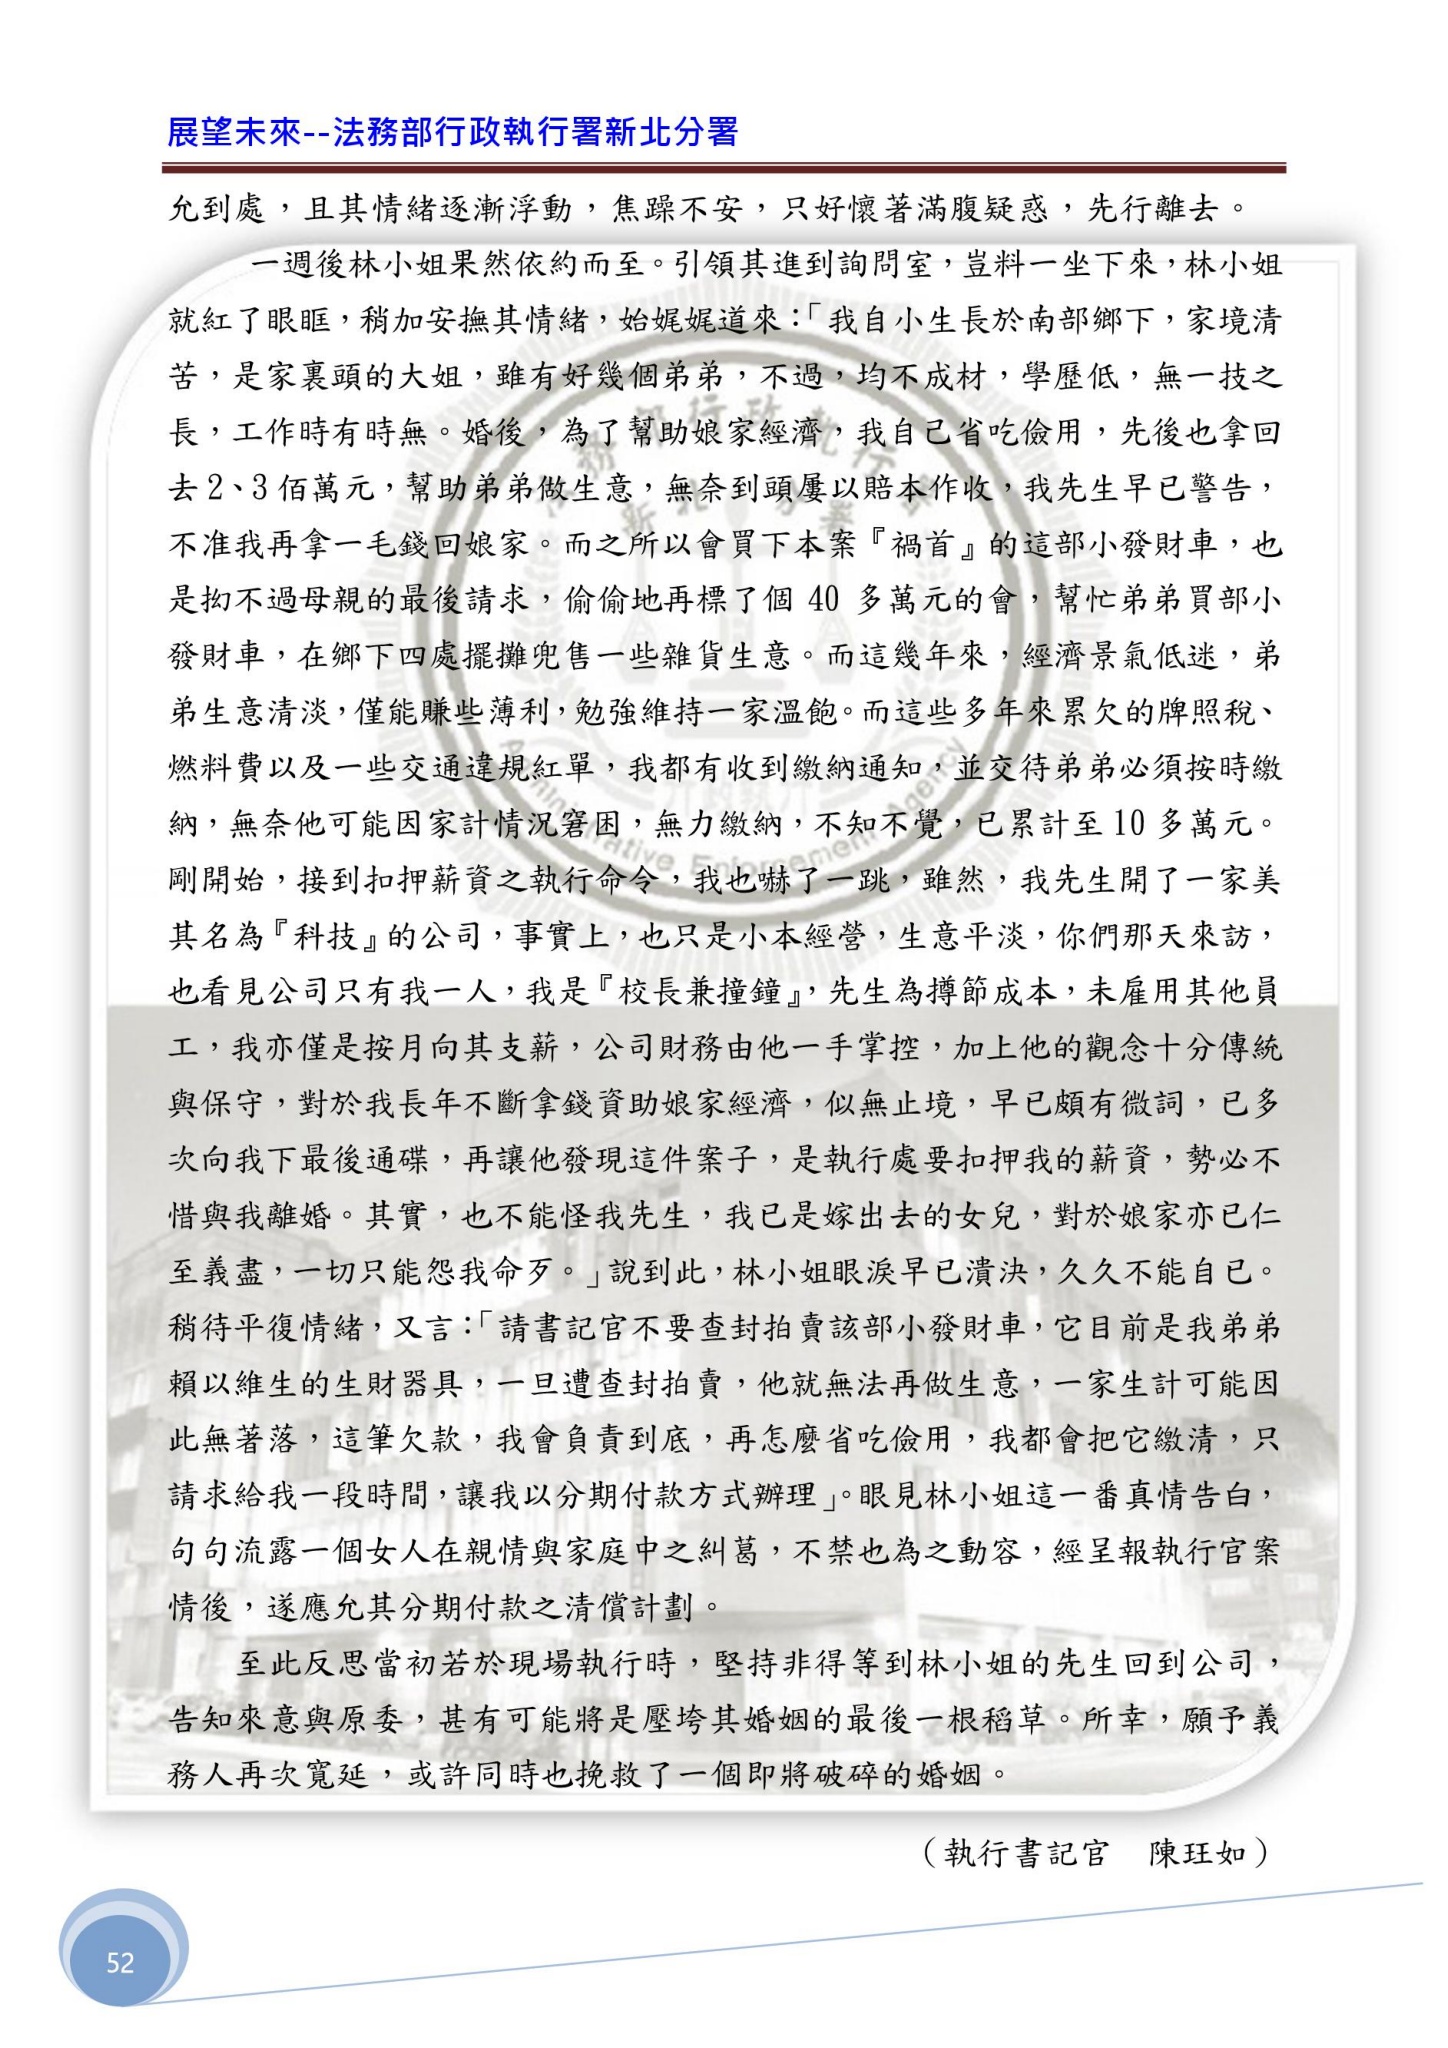 展望未來--法務部行政執行署新北分署
允到處，且其情緒逐漸浮動，焦躁不安，只好懷著滿腹疑惑，先行離去。
一週後林小姐果然依約而至。引領其進到詢問室，豈料一坐下來，林小姐
就紅了眼眶，稍加安撫其情緒，始娓娓道來：「我自小生長於南部鄉下，家境清
苦，是家裏頭的大姐，雖有好幾個弟弟，不過，均不成材，學歷低，無一技之
長，工作時有時無。婚後，為了幫助娘家經濟，我自己省吃儉用，先後也拿回
去2、3佰萬元，幫助弟弟做生意，無奈到頭屢以賠本作收，我先生早已警告，
不准我再拿一毛錢回娘家。而之所以會買下本案『禍首』的這部小發財車，也
是拗不過母親的最後請求，偷偷地再標了個 40 多萬元的會，幫忙弟弟買部小
發財車，在鄉下四處擺攤兜售一些雜貨生意。而這幾年來，經濟景氣低迷，弟
弟生意清淡，僅能賺些薄利，勉強維持一家溫飽。而這些多年來累欠的牌照稅、
燃料費以及一些交通違規紅單，我都有收到繳納通知，並交待弟弟必須按時繳
納，無奈他可能因家計情況窘困，無力繳納，不知不覺，已累計至10多萬元。
剛開始，接到扣押薪資之執行命令，我也嚇了一跳，雖然，我先生開了一家美
其名為『科技』的公司，事實上，也只是小本經營，生意平淡，你們那天來訪，
也看見公司只有我一人，我是『校長兼撞鐘』，先生為撙節成本，未雇用其他員
工，我亦僅是按月向其支薪，公司財務由他一手掌控，加上他的觀念十分傳統
與保守，對於我長年不斷拿錢資助娘家經濟，似無止境，早已頗有微詞，已多
次向我下最後通碟，再讓他發現這件案子，是執行處要扣押我的薪資，勢必不
惜與我離婚。其實，也不能怪我先生，我已是嫁出去的女兒，對於娘家亦已仁
至義盡，一切只能怨我命歹。」說到此，林小姐眼淚早已潰決，久久不能自已。
稍待平復情緒，又言：「請書記官不要查封拍賣該部小發財車，它目前是我弟弟
賴以維生的生財器具，一旦遭查封拍賣，他就無法再做生意，一家生計可能因
此無著落，這筆欠款，我會負責到底，再怎麼省吃儉用，我都會把它繳清，只
請求給我一段時間，讓我以分期付款方式辦理」。眼見林小姐這一番真情告白，
句句流露一個女人在親情與家庭中之糾葛，不禁也為之動容，經呈報執行官案
情後，遂應允其分期付款之清償計劃。
至此反思當初若於現場執行時，堅持非得等到林小姐的先生回到公司，
告知來意與原委，甚有可能將是壓垮其婚姻的最後一根稻草。所幸，願予義
務人再次寬延，或許同時也挽救了一個即將破碎的婚姻。
（執行書記官　陳玨如）
52
法務部行政執行署
新北分署
Administrative Enforcement Agency